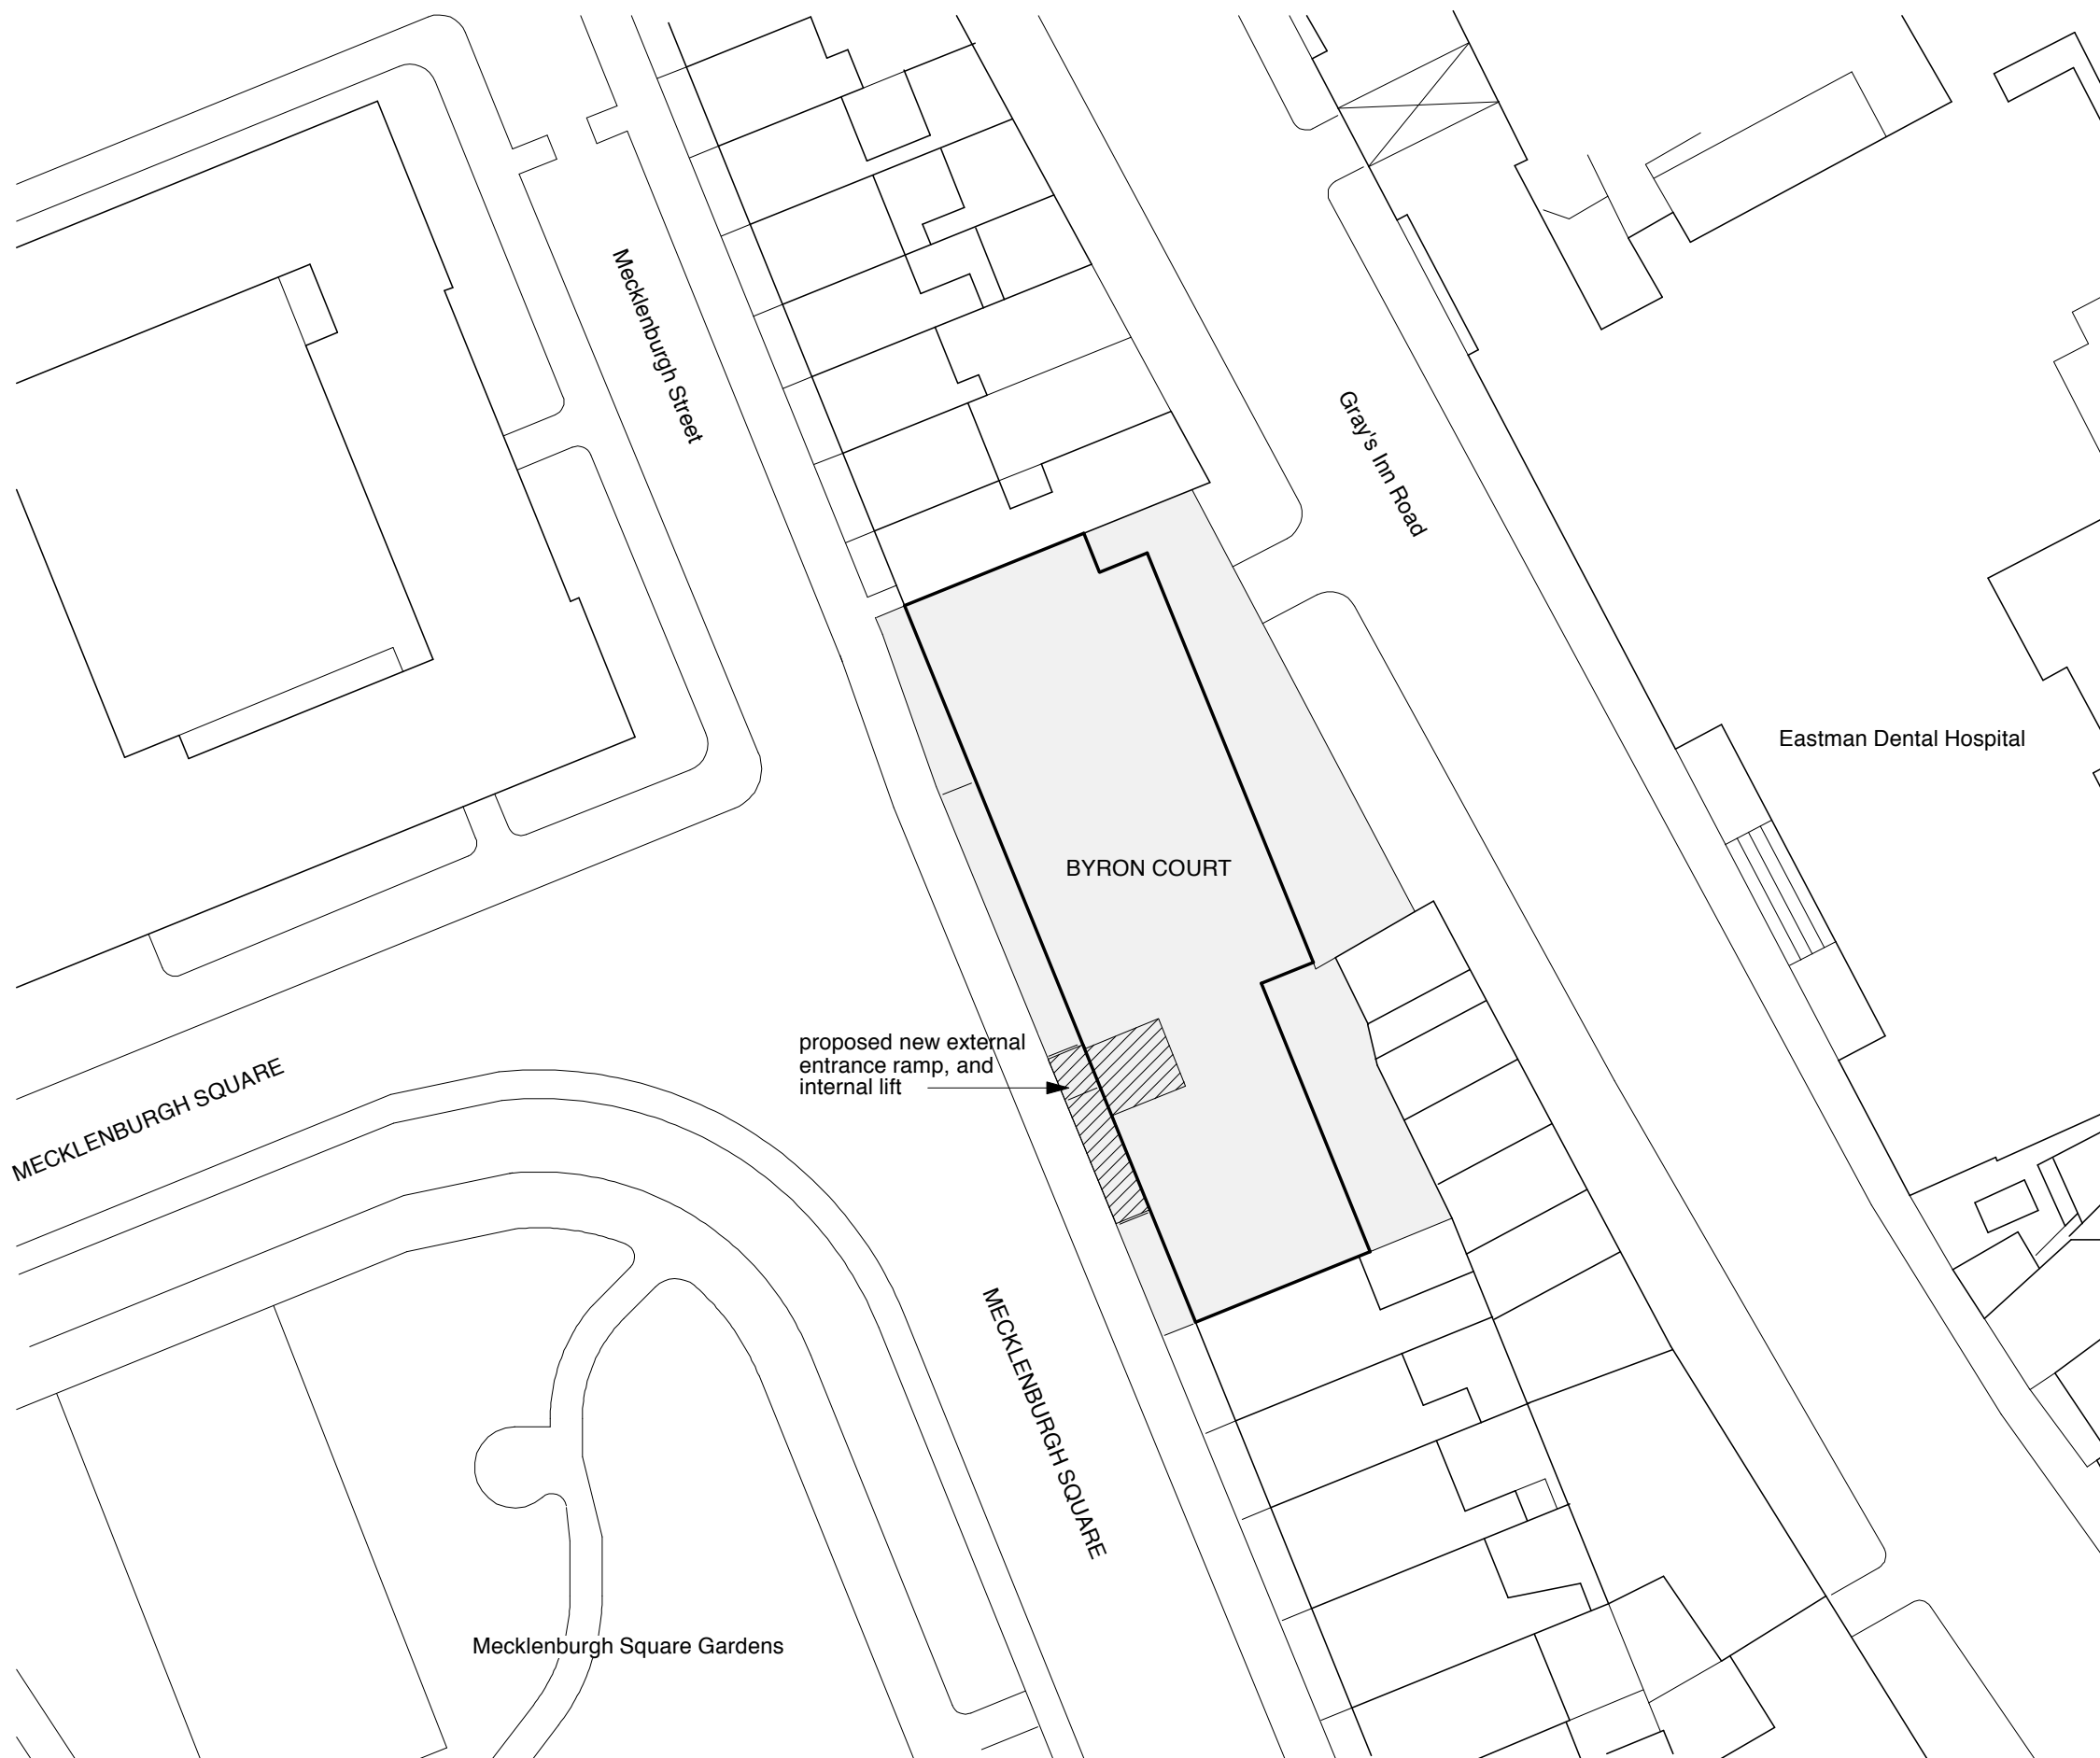 Mecklenburgh Street
Gray's Inn Road
Eastman Dental Hospital
BYRON COURT
proposed new external
entrance ramp, and
internal lift
MECKLENBURGH SQUARE
MECKLENBURGH SQUARE
Mecklenburgh Square Gardens